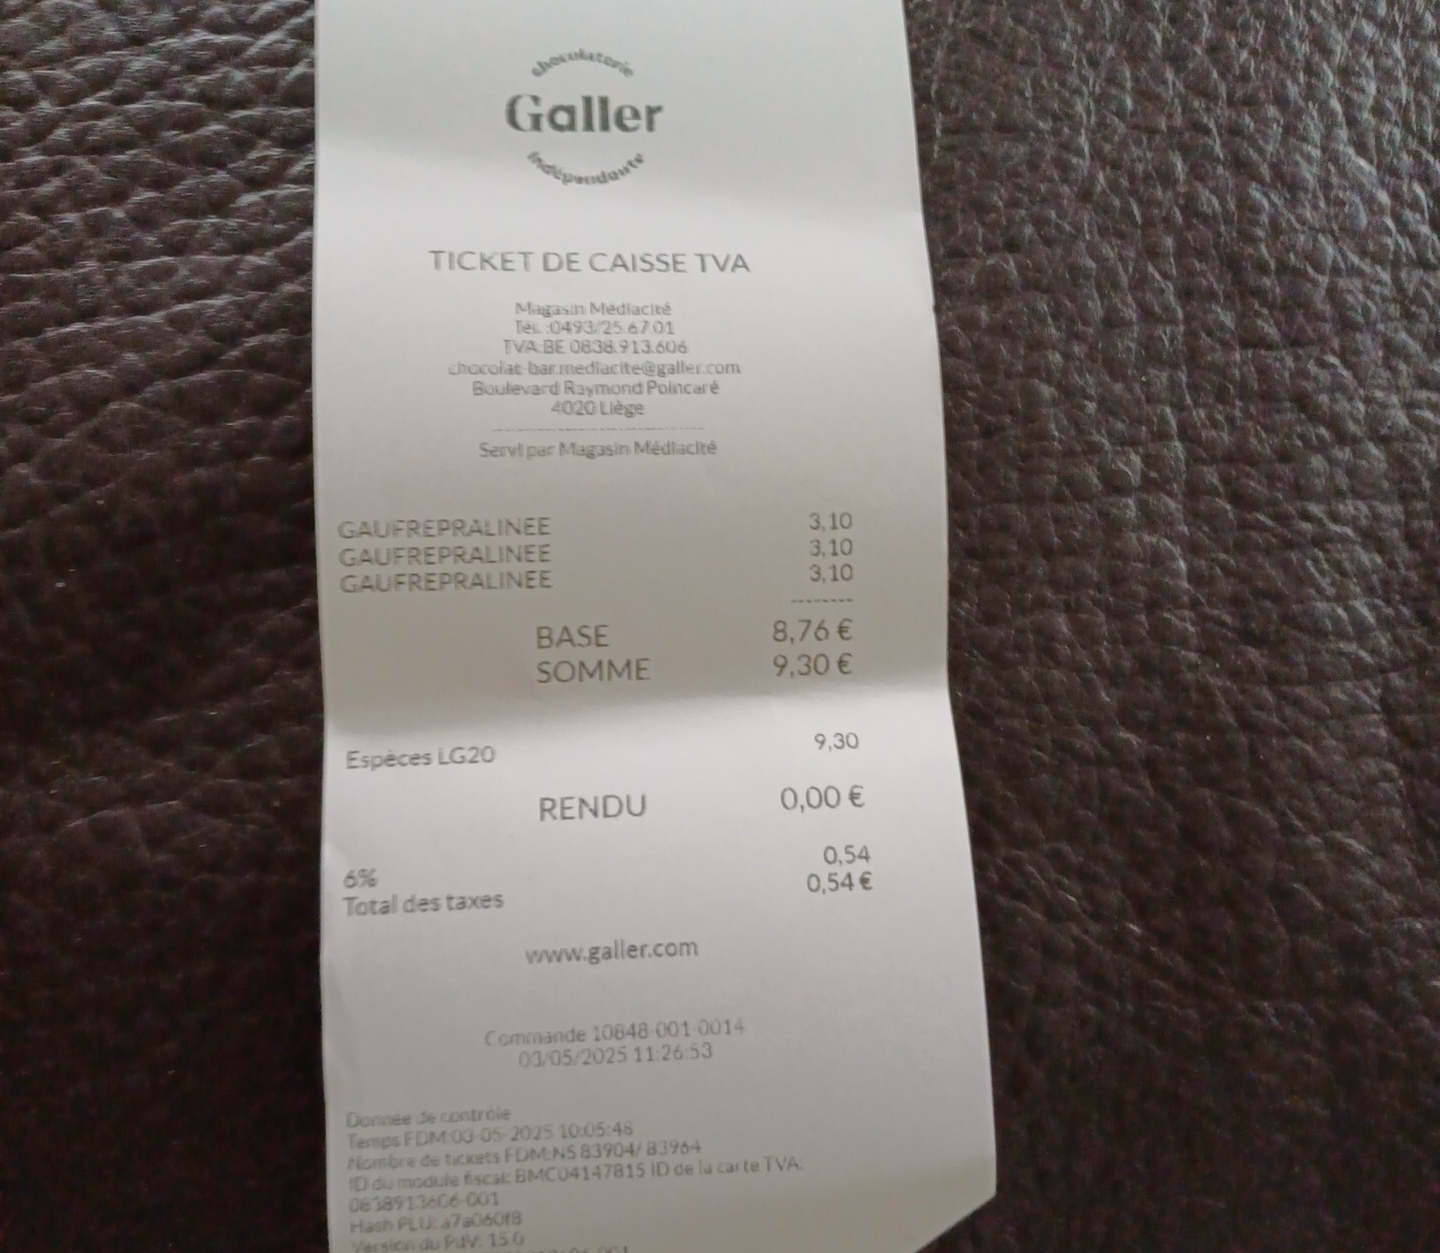 chocolaterie
Galler
indépendante
TICKET DE CAISSE TVA
Magasin Médiacité
Tél. :0493/25.67.01
TVA:BE 0838.913.606
chocolat-bar.mediacite@galler.com
Boulevard Raymond Poincaré
4020 Liège
Servi par Magasin Médiacité
GAUFREPRALINEE 3,10
GAUFREPRALINEE 3,10
GAUFREPRALINEE 3,10
--------
BASE 8,76 €
SOMME 9,30 €
Espèces LG20 9,30
RENDU 0,00 €
6% 0,54
Total des taxes 0,54 €
www.galler.com
Commande 10848-001-0014
03/05/2025 11:26:53
Donnée de contrôle
Temps FDM:03-05-2025 10:05:48
Nombre de tickets FDM:NS 83904/ 83964
ID du module fiscal: BMC04147815 ID de la carte TVA:
0838913606-001
Hash PLU: a7a060f8
Version du PdV: 15.0